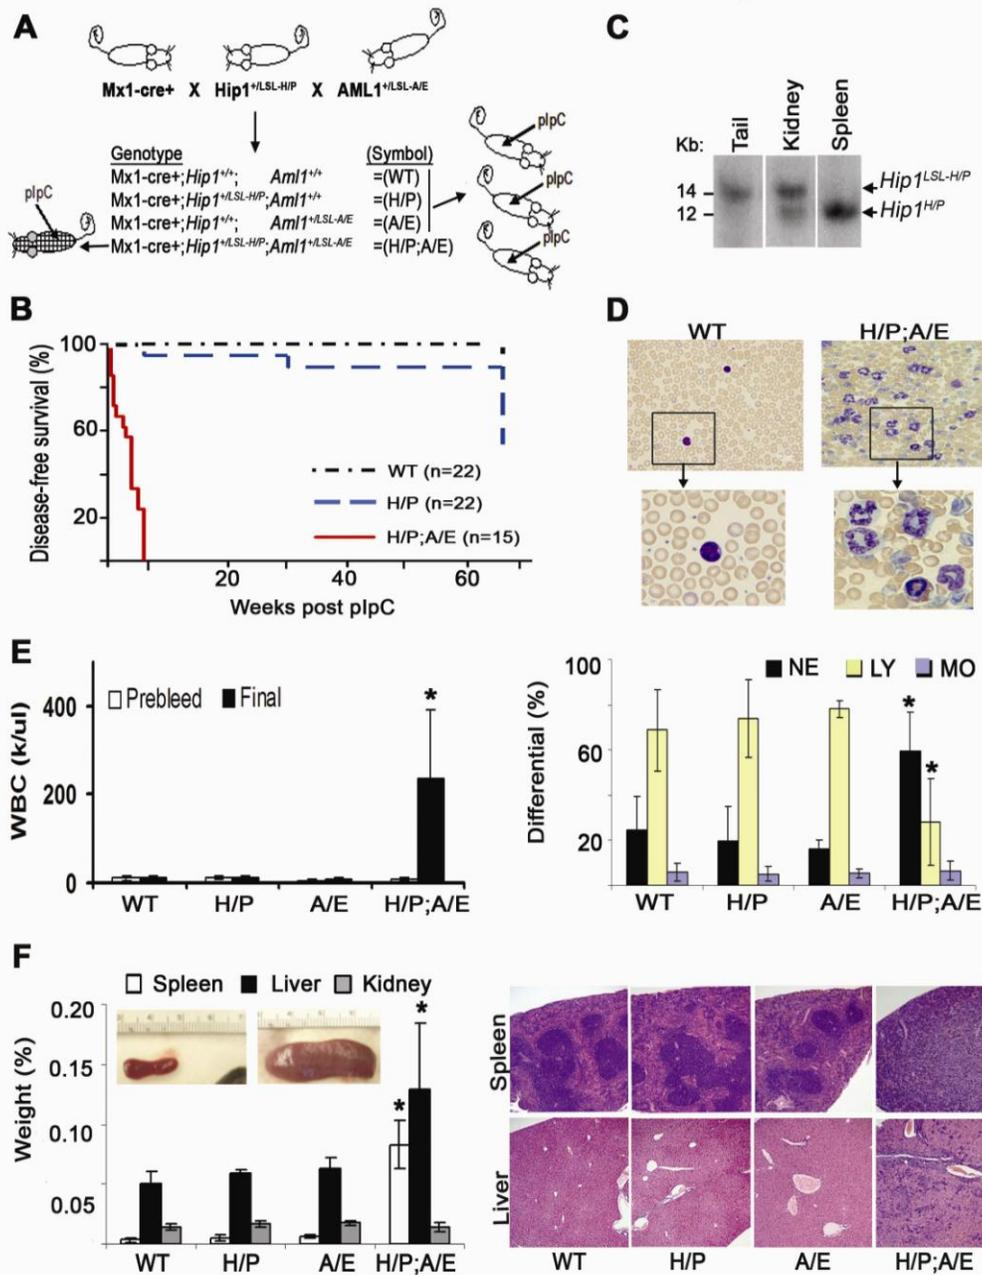 A
Mx1-cre+ X Hip1+/LSL-H/P X AML1+/LSL-A/E
Genotype (Symbol)
Mx1-cre+;Hip1+/+; Aml1+/+ =(WT)
Mx1-cre+;Hip1+/LSL-H/P;Aml1+/+ =(H/P)
Mx1-cre+;Hip1+/+; Aml1+/LSL-A/E =(A/E)
Mx1-cre+;Hip1+/LSL-H/P;Aml1+/LSL-A/E =(H/P;A/E)
pIpC
pIpC
pIpC
pIpC
B
Disease-free survival (%)
100
60
20
WT (n=22)
H/P (n=22)
H/P;A/E (n=15)
20 40 60
Weeks post pIpC
C
Kb: Tail Kidney Spleen
14 Hip1LSL-H/P
12 Hip1H/P
D
WT H/P;A/E
E
WBC (k/ul)
Prebleed Final
400
200
0
*
WT H/P A/E H/P;A/E
Differential (%)
NE LY MO
100
60
20
*
*
WT H/P A/E H/P;A/E
F
Spleen Liver Kidney
Weight (%)
0.20
0.15
0.10
0.05
*
*
WT H/P A/E H/P;A/E
Spleen
Liver
WT H/P A/E H/P;A/E